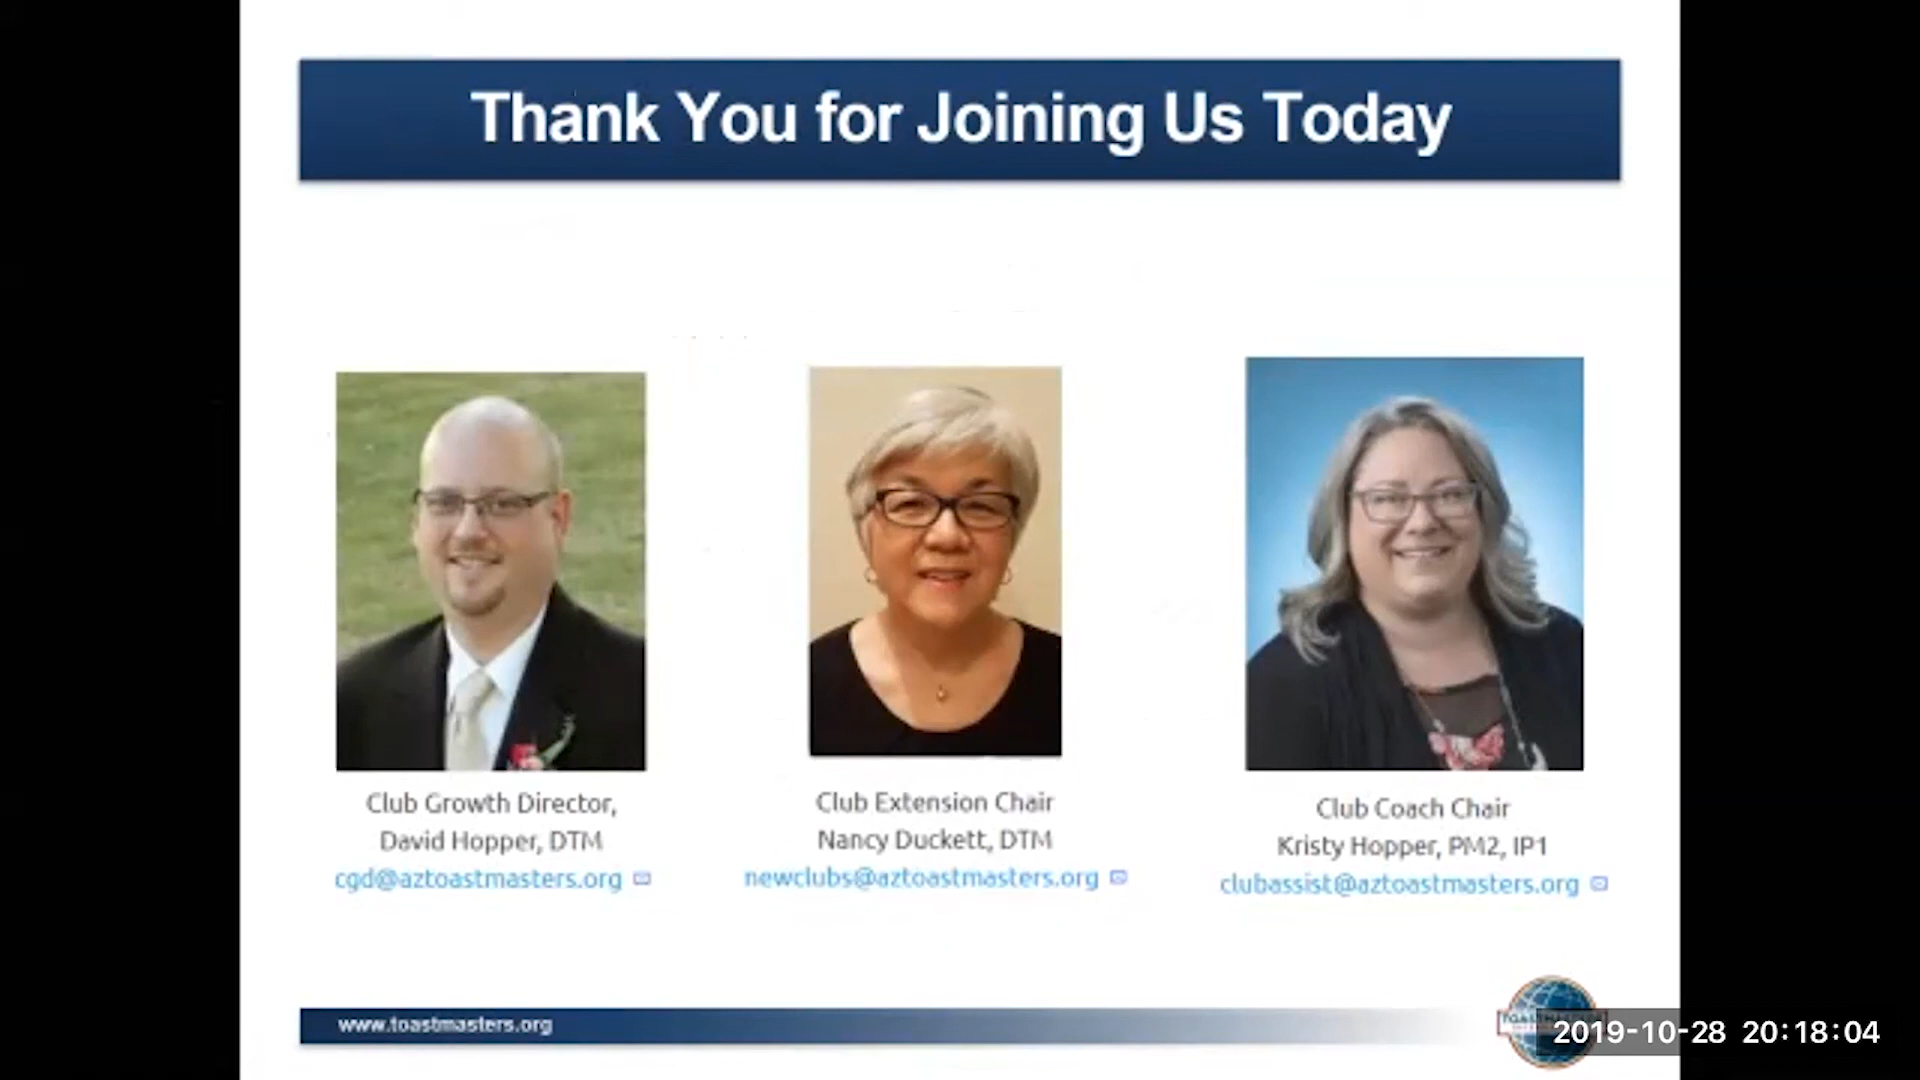 Thank You for Joining Us Today
Club Growth Director,
David Hopper, DTM
cgd@aztoastmasters.org
Club Extension Chair
Nancy Duckett, DTM
newclubs@aztoastmasters.org
Club Coach Chair
Kristy Hopper, PM2, IP1
clubassist@aztoastmasters.org
www.toastmasters.org
2019-10-28 20:18:04